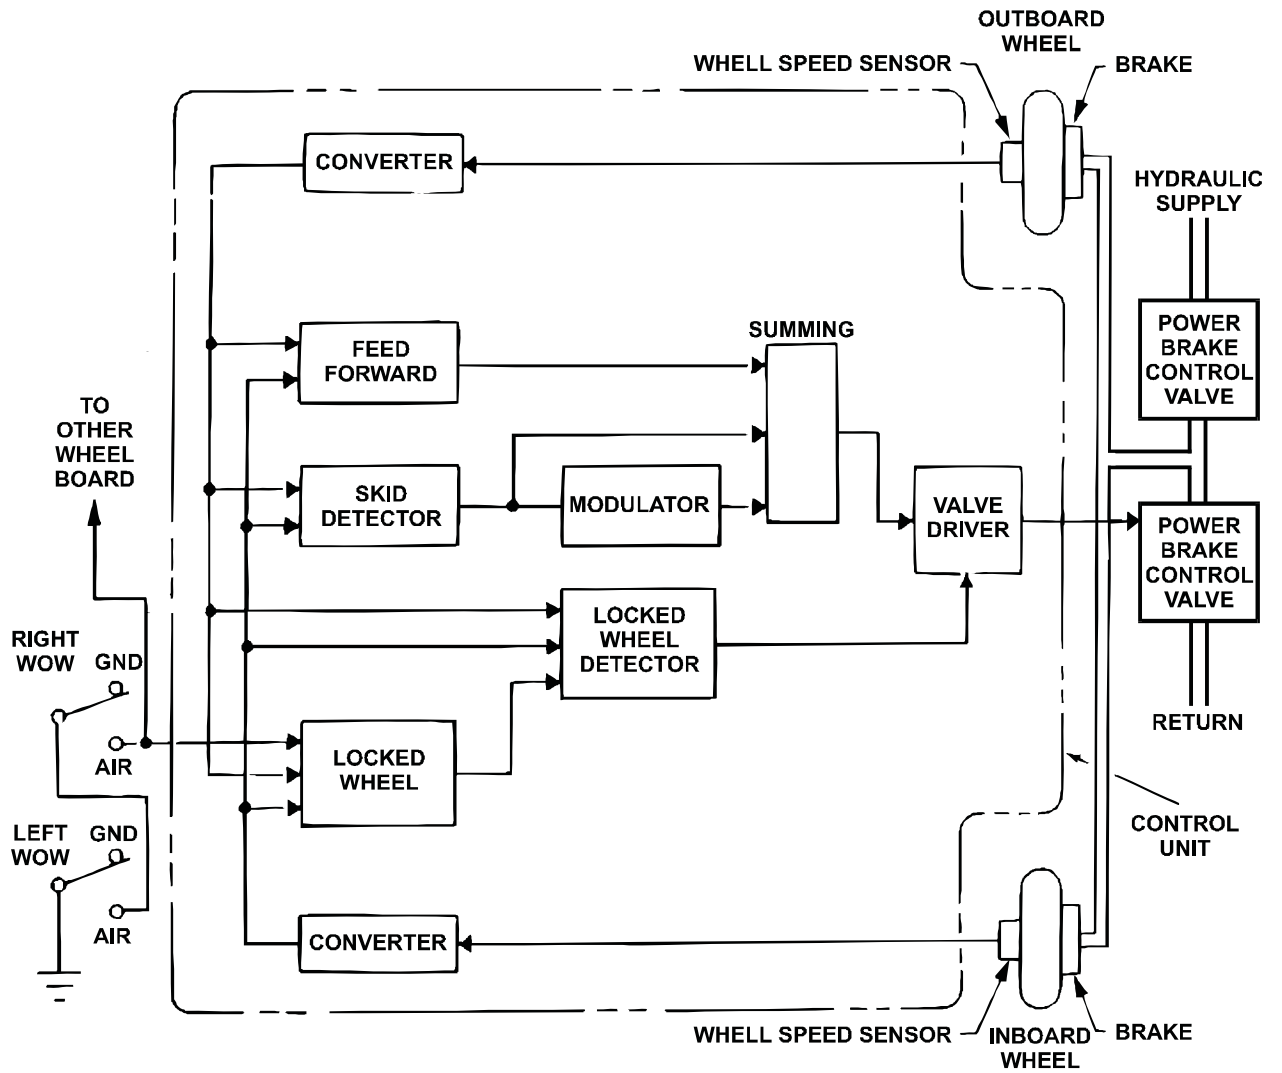 OUTBOARD
WHEEL
WHELL SPEED SENSOR
BRAKE
CONVERTER
HYDRAULIC
SUPPLY
POWER
BRAKE
CONTROL
VALVE
SUMMING
FEED
FORWARD
TO
OTHER
WHEEL
BOARD
SKID
DETECTOR
MODULATOR
VALVE
DRIVER
POWER
BRAKE
CONTROL
VALVE
LOCKED
WHEEL
DETECTOR
RIGHT
WOW
GND
AIR
LOCKED
WHEEL
RETURN
LEFT
WOW
GND
AIR
CONTROL
UNIT
CONVERTER
WHELL SPEED SENSOR
INBOARD
WHEEL
BRAKE